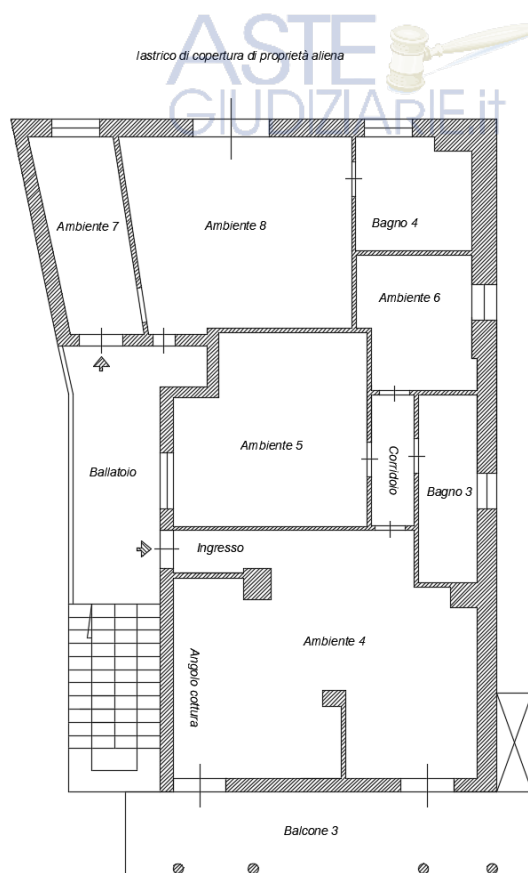 ASTE
GIUDIZIARIE.it
lastrico di copertura di proprietà aliena
Ambiente 7
Ambiente 8
Bagno 4
Ambiente 6
Ambiente 5
Corridoio
Bagno 3
Ballatoio
Ingresso
Ambiente 4
Angolo cottura
Balcone 3